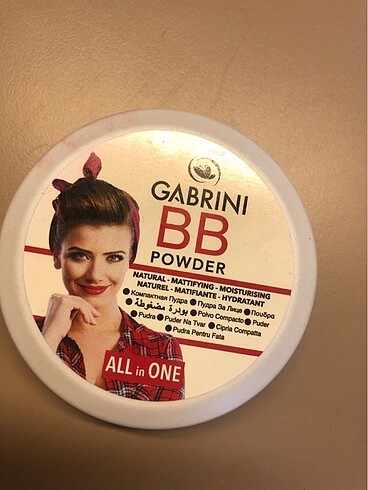 GABRINI
BB
POWDER
NATURAL - MATTIFYING - MOISTURISING
NATUREL - MATIFIANTE - HYDRATANT
● Компактная Пудра ● Пудра За Лице ● Πούδρα
● بودرة مضغوطة ● Polvo Compacto ● Puder
● Pudra ● Puder Na Tvar ● Cipria Compatta
● Pudra Pentru Fata
ALL in ONE